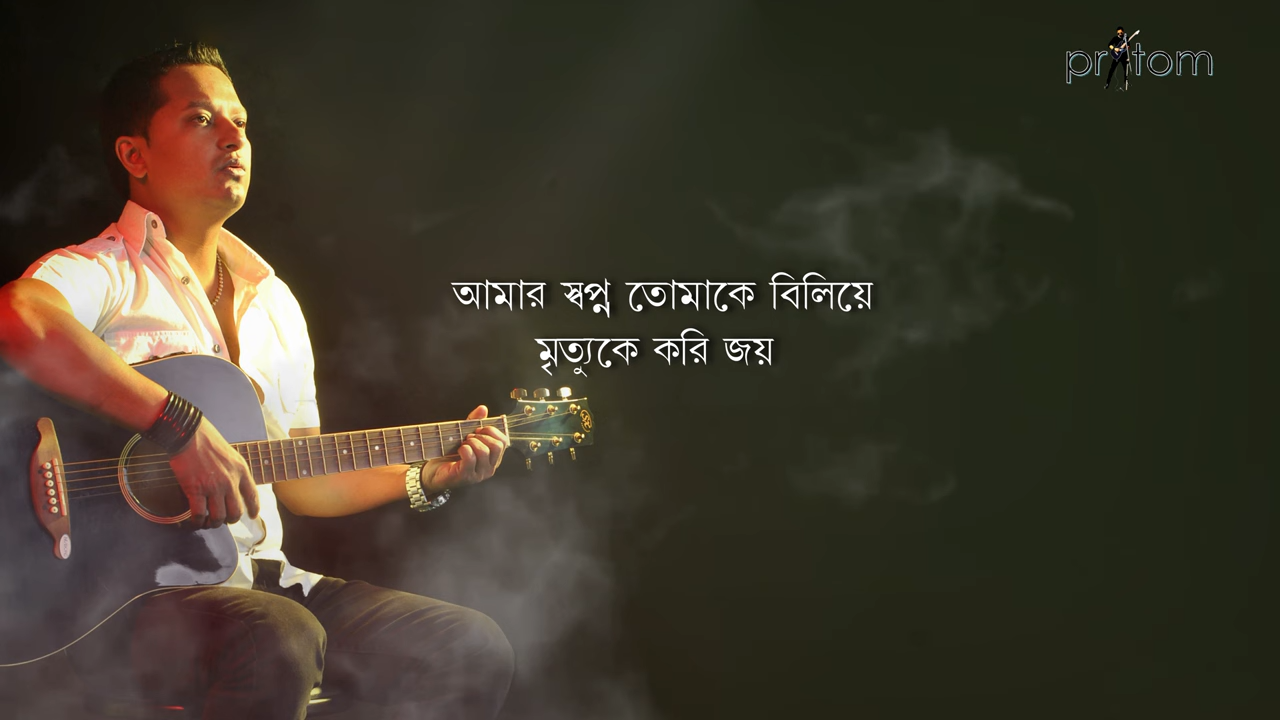 pritom
আমার স্বপ্ন তোমাকে বিলিয়ে
মৃত্যুকে করি জয়